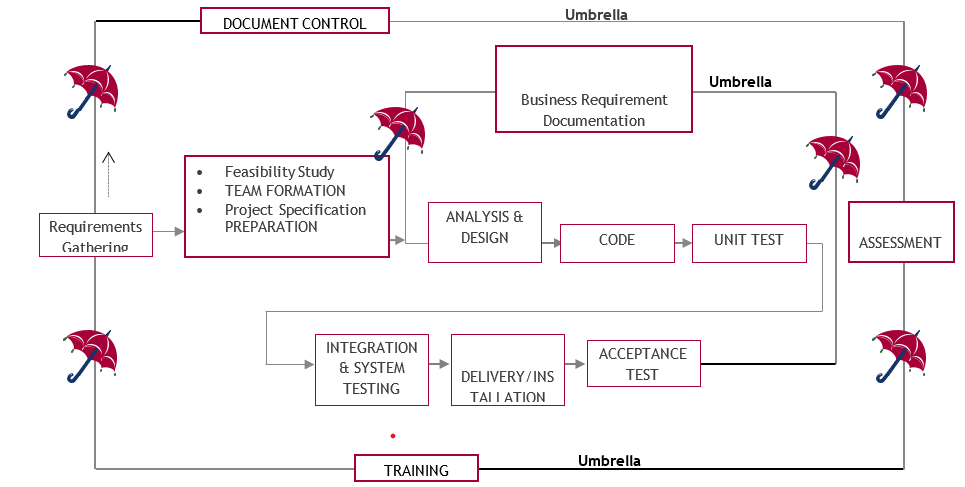 Umbrella
DOCUMENT CONTROL
Umbrella
Business Requirement
Documentation
• Feasibility Study
• TEAM FORMATION
• Project Specification
PREPARATION
Requirements
Gathering
ANALYSIS &
DESIGN
CODE
UNIT TEST
ASSESSMENT
INTEGRATION
& SYSTEM
TESTING
DELIVERY/INS
TALLATION
ACCEPTANCE
TEST
Umbrella
TRAINING